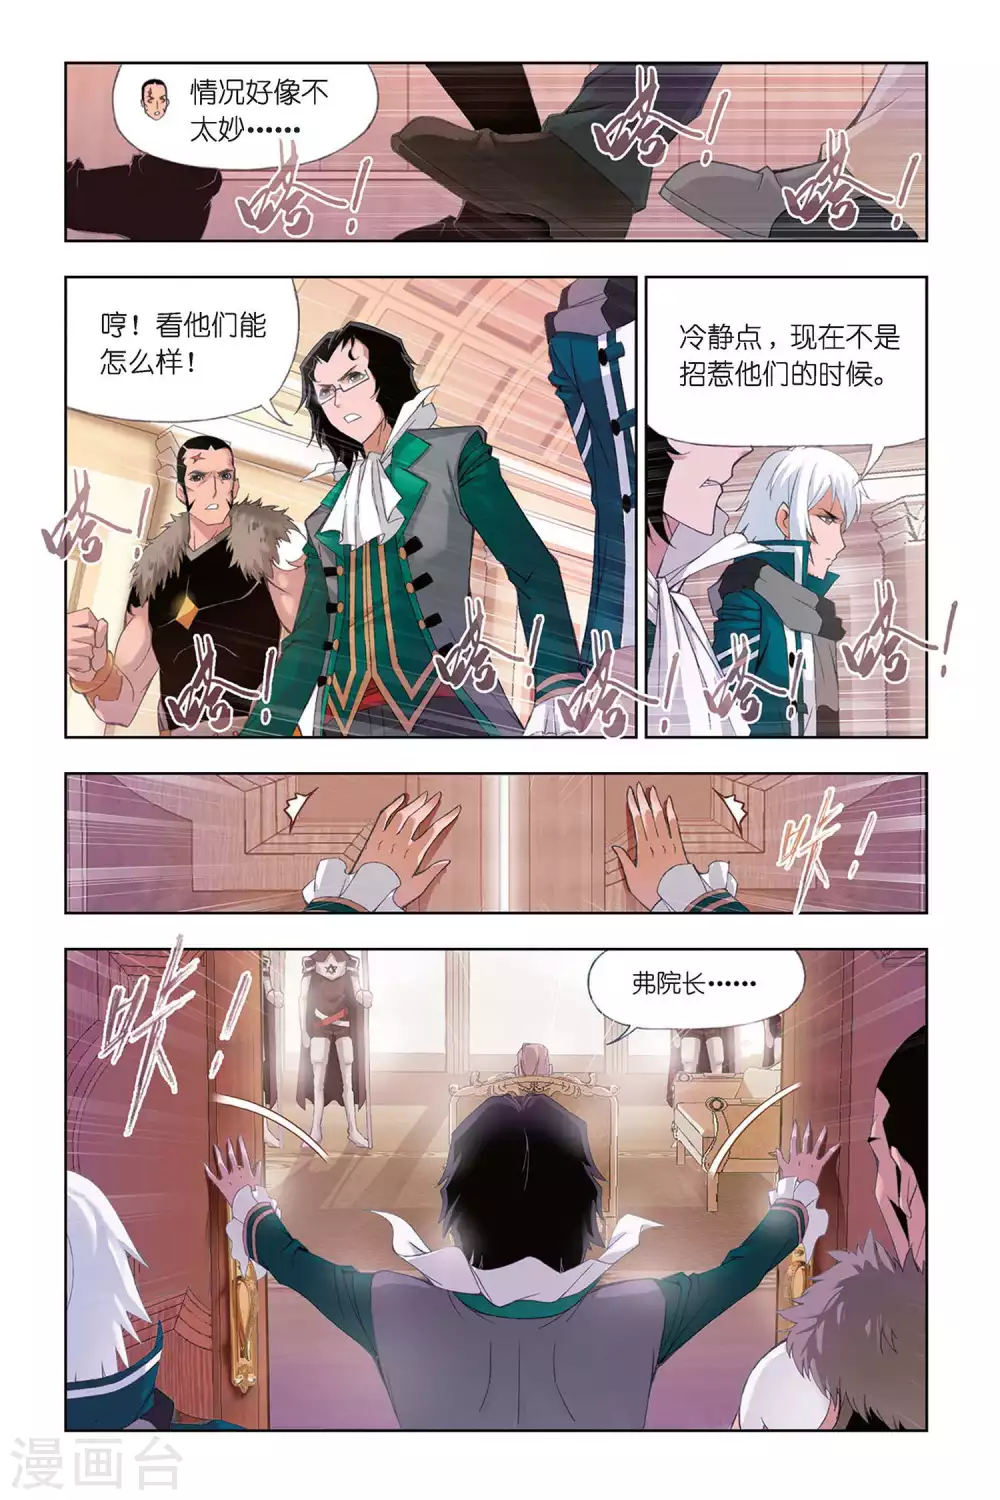 情况好像不
太妙……
嗒！
嗒！
嗒！
哼！看他们能
怎么样！
冷静点，现在不是
招惹他们的时候。
嗒！
嗒！
嗒！
嗒！
嗒！
嗒！
咔！
咔！
弗院长……
漫画台